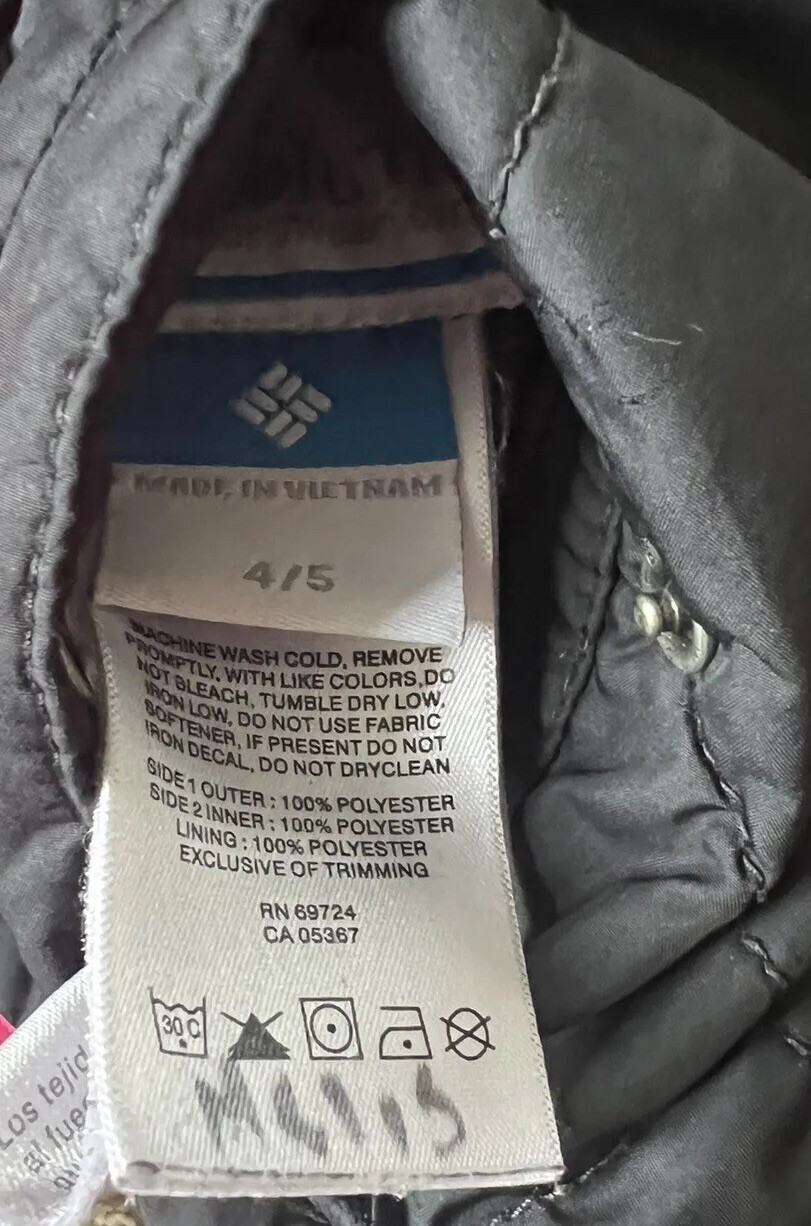 MADE IN VIETNAM
4/5
MACHINE WASH COLD, REMOVE
PROMPTLY, WITH LIKE COLORS,DO
NOT BLEACH, TUMBLE DRY LOW,
IRON LOW, DO NOT USE FABRIC
SOFTENER, IF PRESENT DO NOT
IRON DECAL, DO NOT DRYCLEAN
SIDE 1 OUTER : 100% POLYESTER
SIDE 2 INNER : 100% POLYESTER
LINING : 100% POLYESTER
EXCLUSIVE OF TRIMMING
RN 69724
CA 05367
30 C
Los tejid
al fue